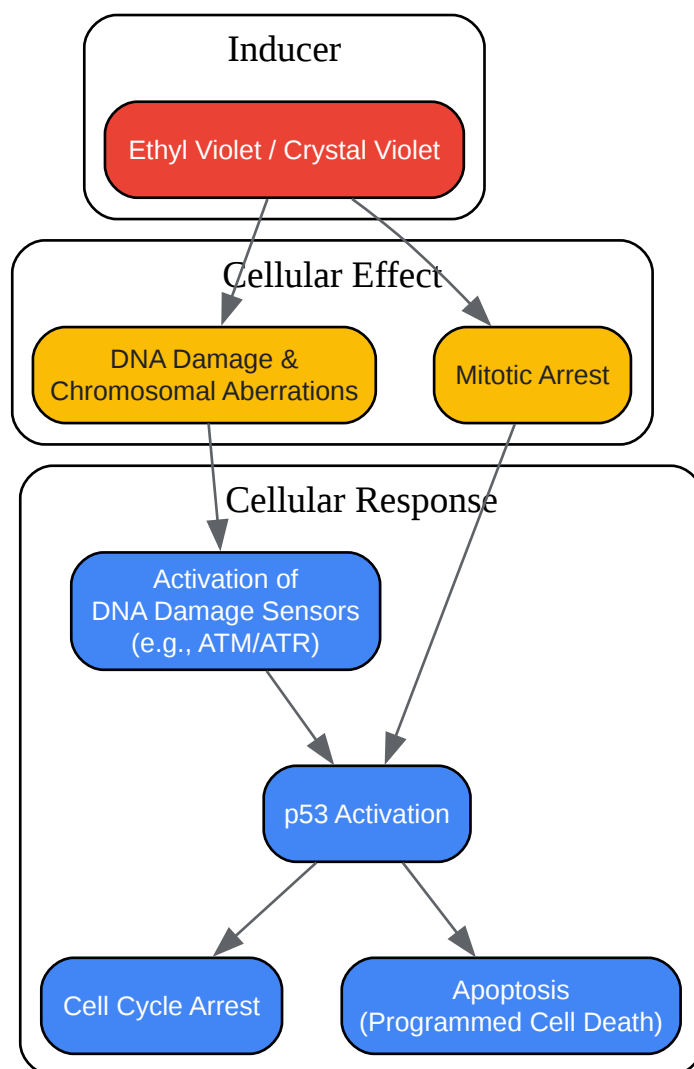 Inducer
Ethyl Violet / Crystal Violet
Cellular Effect
DNA Damage &
Chromosomal Aberrations
Mitotic Arrest
Cellular Response
Activation of
DNA Damage Sensors
(e.g., ATM/ATR)
p53 Activation
Cell Cycle Arrest
Apoptosis
(Programmed Cell Death)